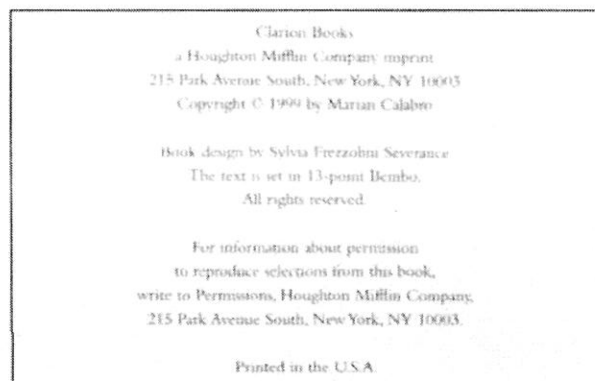 Clarion Books
a Houghton Mifflin Company imprint
215 Park Avenue South, New York, NY 10003
Copyright © 1999 by Marian Calabro
Book design by Sylvia Frezzolini Severance
The text is set in 13-point Bembo.
All rights reserved.
For information about permission
to reproduce selections from this book,
write to Permissions, Houghton Mifflin Company,
215 Park Avenue South, New York, NY 10003.
Printed in the U.S.A.